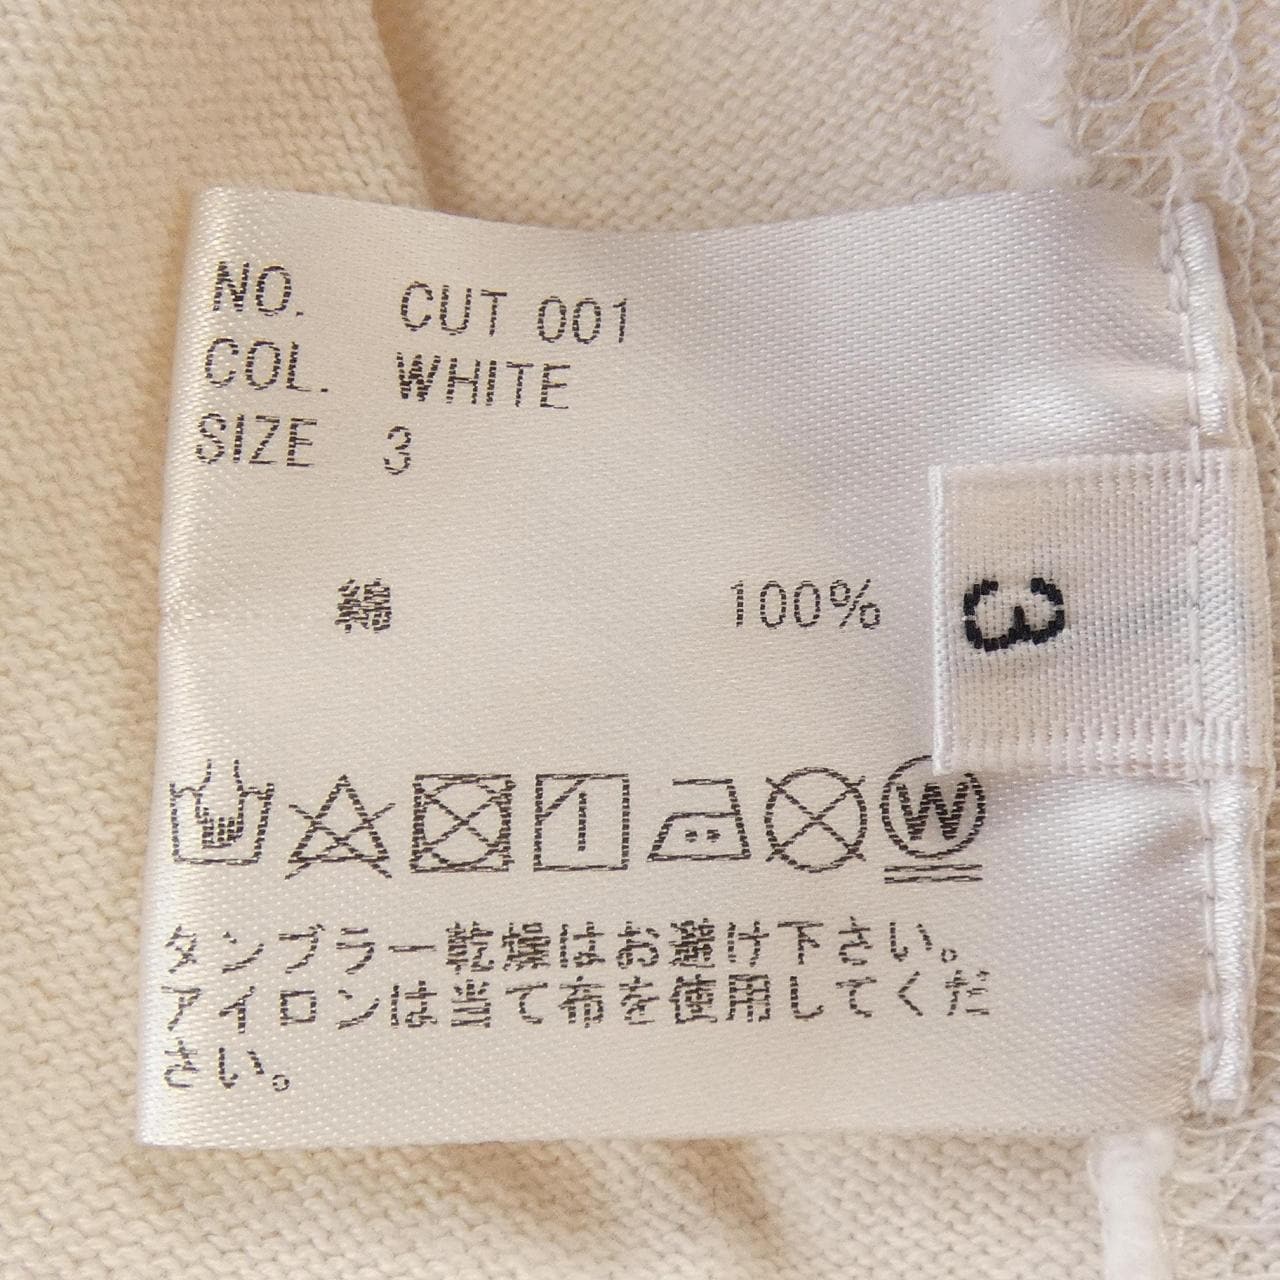 NO. CUT 001
COL. WHITE
SIZE 3
綿 100%
3
W
タンブラー乾燥はお避け下さい。
アイロンは当て布を使用してくだ
さい。